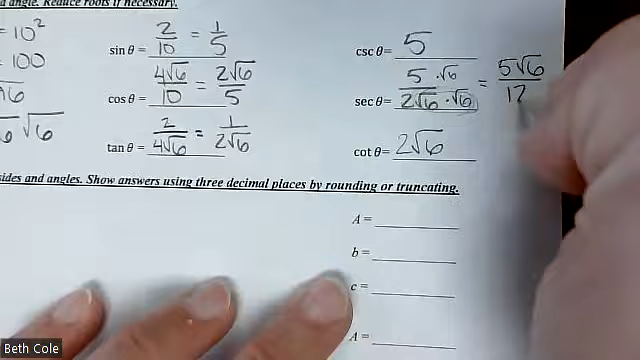 d angle. Reduce roots if necessary.
= 10²
= 100
sin θ = 2/10 = 1/5
csc θ = 5
cos θ = 4√6/10 = 2√6/5
sec θ = 5 · √6 / 2√6 · √6 = 5√6/12
√6
tan θ = 2/4√6 = 1/2√6
cot θ = 2√6
sides and angles. Show answers using three decimal places by rounding or truncating.
A =
b =
c =
A =
Beth Cole